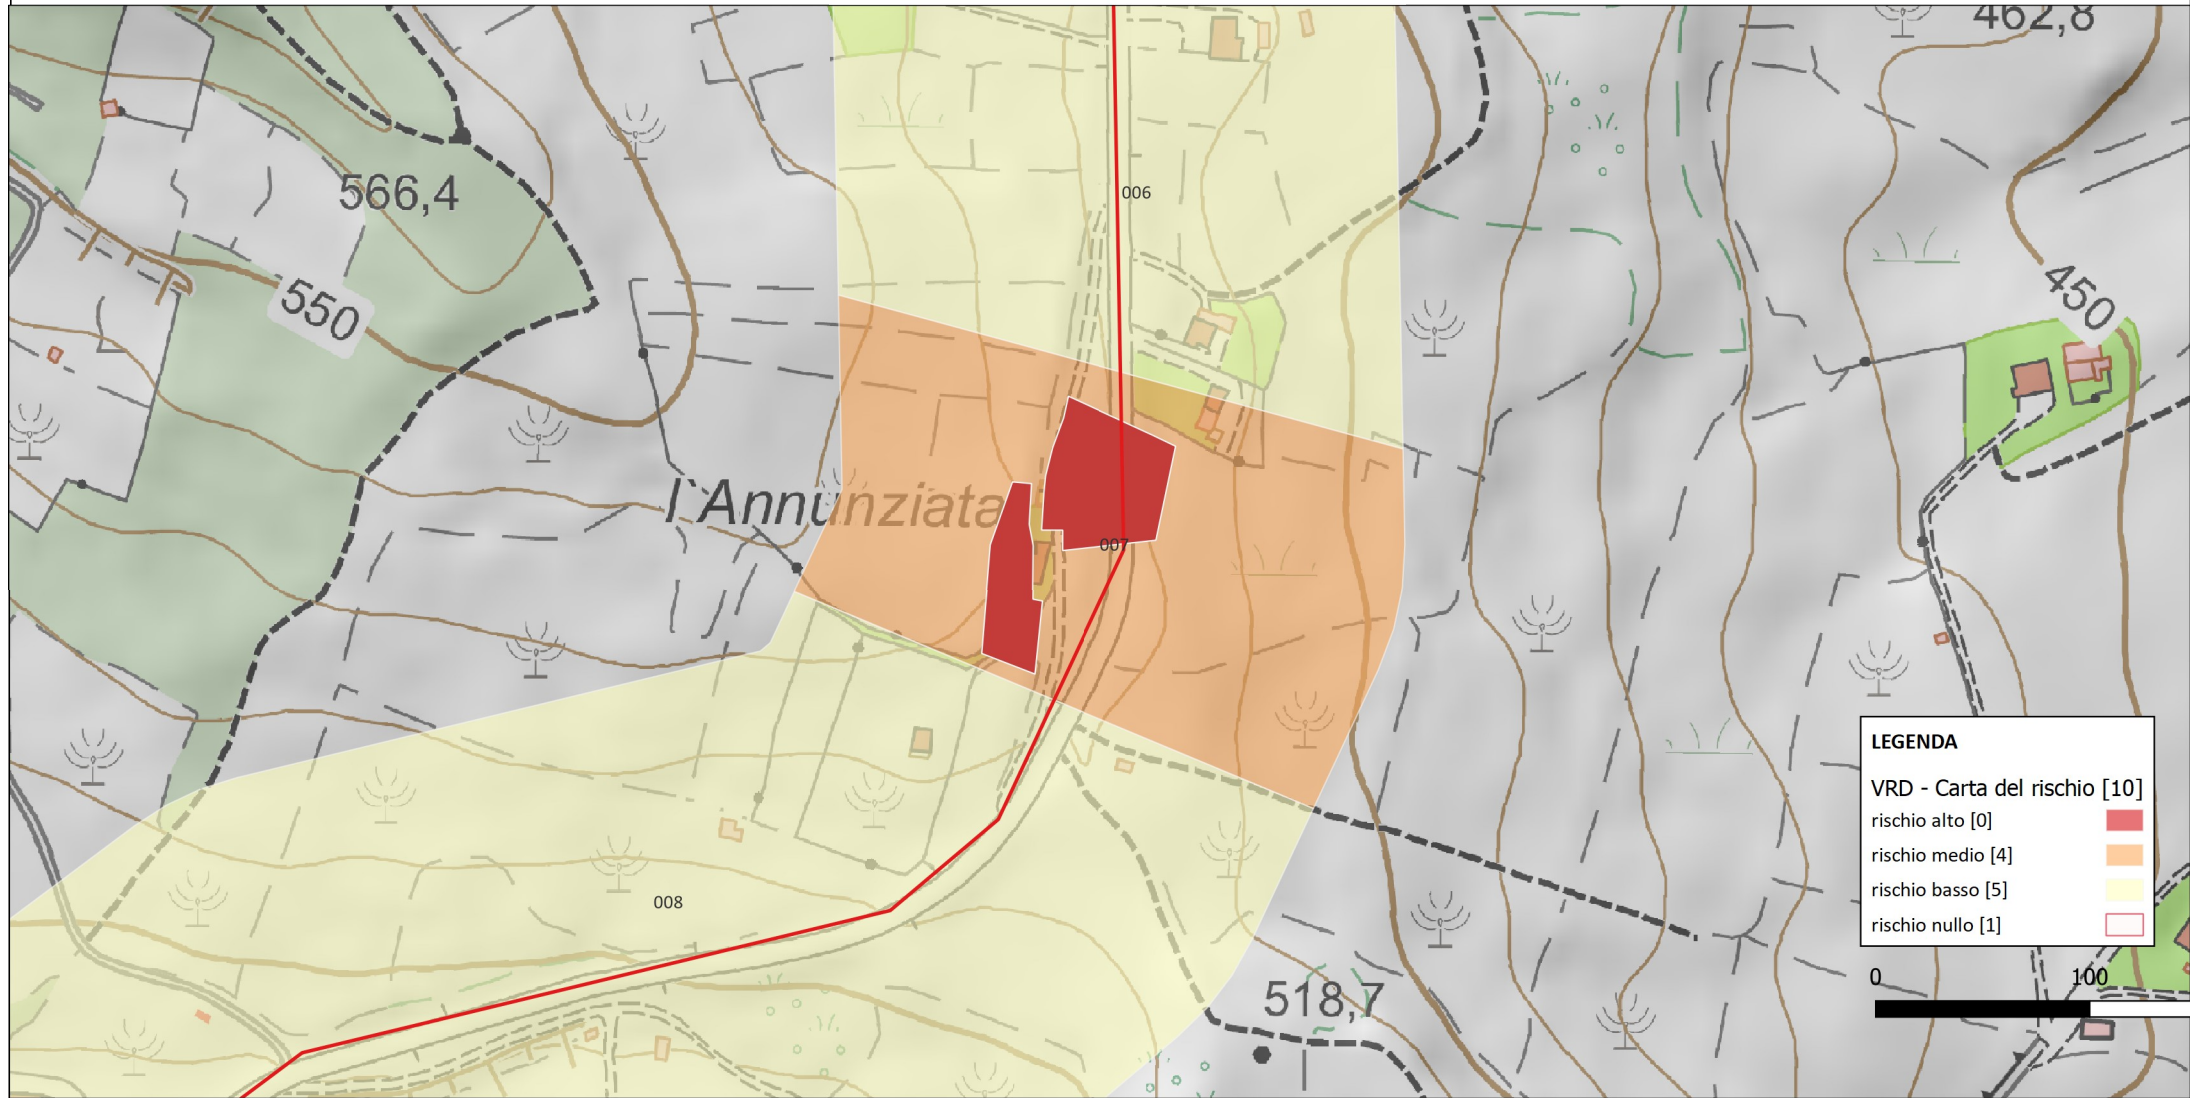 462,8
566,4
006
550
450
l'Annunziata
007
LEGENDA
VRD - Carta del rischio [10]
rischio alto [0]
rischio medio [4]
rischio basso [5]
rischio nullo [1]
008
0 100
518,7